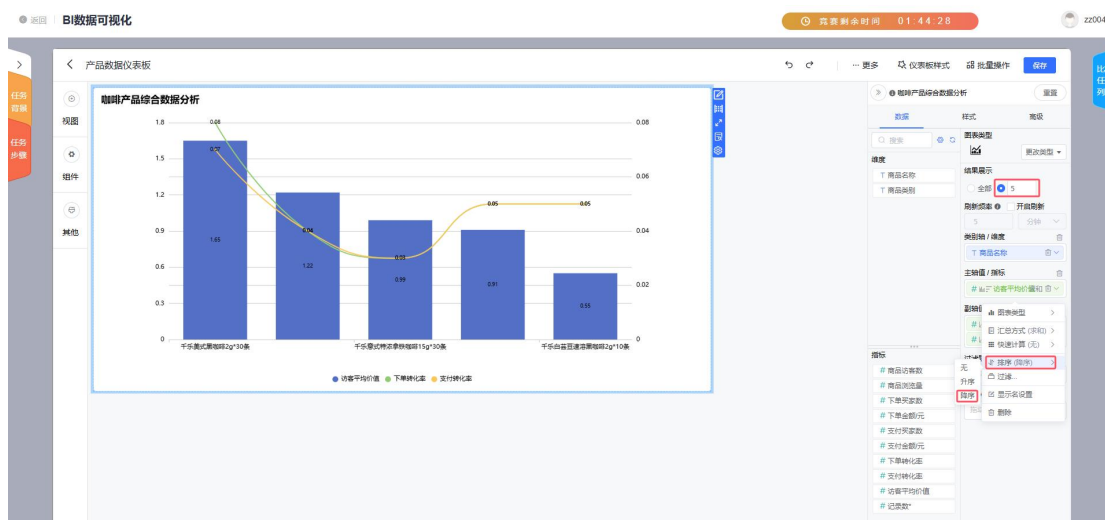 返回
BI数据可视化
竞赛剩余时间 01:44:28
zz004
产品数据仪表板
更多
仪表板样式
批量操作
保存
任务
背景
任务
步骤
视图
组件
其他
咖啡产品综合数据分析
1.8
1.5
1.2
0.9
0.6
0.3
0
0.08
0.06
0.04
0.02
0
0.08
0.07
0.04
0.03
0.05
0.05
1.65
1.22
0.99
0.91
0.55
千乐美式黑咖啡2g*30条
千乐意式特浓拿铁咖啡15g*30条
千乐白芸豆速溶黑咖啡2g*10条
访客平均价值
下单转化率
支付转化率
咖啡产品综合数据分析
重置
数据
样式
高级
搜索
维度
T 商品名称
T 商品类别
图表类型
更改类型
结果展示
全部
5
刷新频率
开启刷新
5
分钟
类别轴 / 维度
T 商品名称
主轴值 / 指标
# 访客平均价值
图表类型
汇总方式 (求和)
快速计算 (无)
排序 (降序)
过滤...
显示名设置
删除
无
升序
降序
指标
# 商品访客数
# 商品浏览量
# 下单买家数
# 下单金额/元
# 支付买家数
# 支付金额/元
# 下单转化率
# 支付转化率
# 访客平均价值
# 记录数*
比
任
列